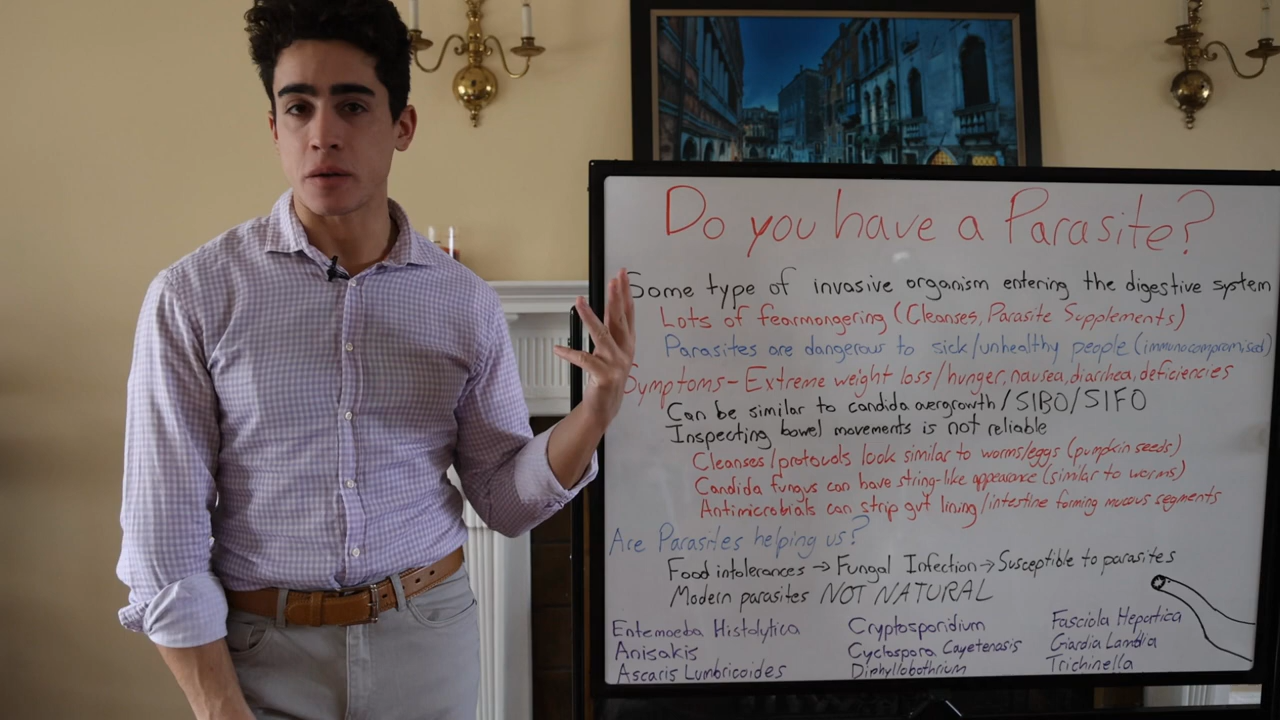 Do you have a Parasite?
Some type of invasive organism entering the digestive system
Lots of fearmongering (Cleanses, Parasite Supplements)
Parasites are dangerous to sick/unhealthy people (immunocompromised)
Symptoms - Extreme weight loss/hunger, nausea, diarrhea, deficiencies
Can be similar to candida overgrowth/SIBO/SIFO
Inspecting bowel movements is not reliable
Cleanses/protocols look similar to worms/eggs (pumpkin seeds)
Candida fungus can have string-like appearance (similar to worms)
Antimicrobials can strip gut lining/intestine forming mucous segments
Are Parasites helping us?
Food intolerances → Fungal Infection → Susceptible to parasites
Modern parasites NOT NATURAL
Entemoeba Histolytica Cryptosporidium Fasciola Hepatica
Anisakis Cyclospora Cayetenasis Giardia Lamblia
Ascaris Lumbricoides Diphyllobothrium Trichinella